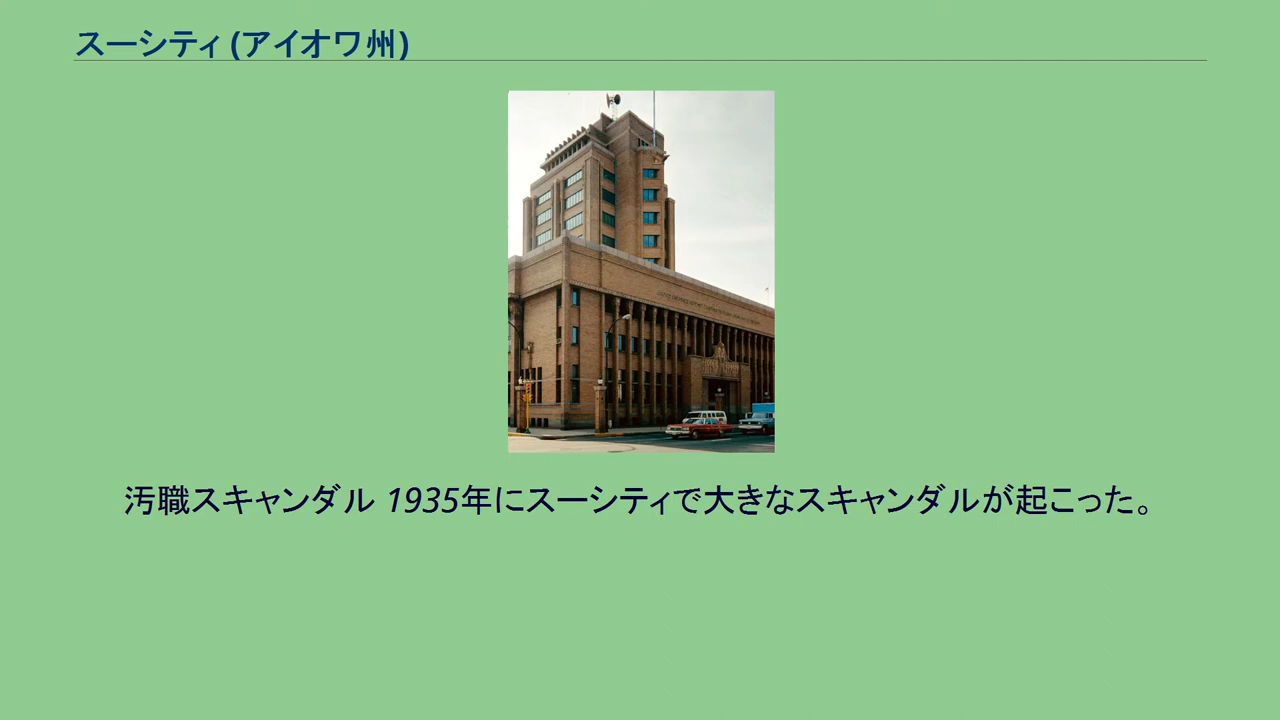 スーシティ (アイオワ州)
汚職スキャンダル 1935年にスーシティで大きなスキャンダルが起こった。